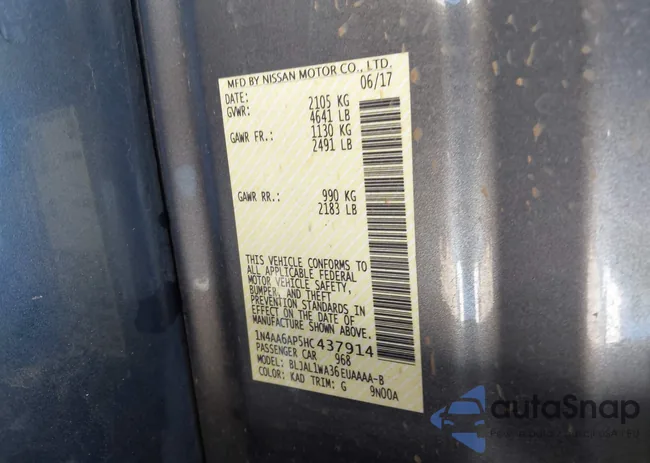 MFD BY NISSAN MOTOR CO., LTD.
DATE: 06/17
GVWR: 2105 KG
4641 LB
GAWR FR.: 1130 KG
2491 LB
GAWR RR.: 990 KG
2183 LB
THIS VEHICLE CONFORMS TO
ALL APPLICABLE FEDERAL
MOTOR VEHICLE SAFETY,
BUMPER, AND THEFT
PREVENTION STANDARDS IN
EFFECT ON THE DATE OF
MANUFACTURE SHOWN ABOVE.
1N4AA6AP5HC437914
PASSENGER CAR 968
MODEL: BLJAL1WA36EUAAAA-B
COLOR: KAD TRIM: G 9N00A
autaSnap